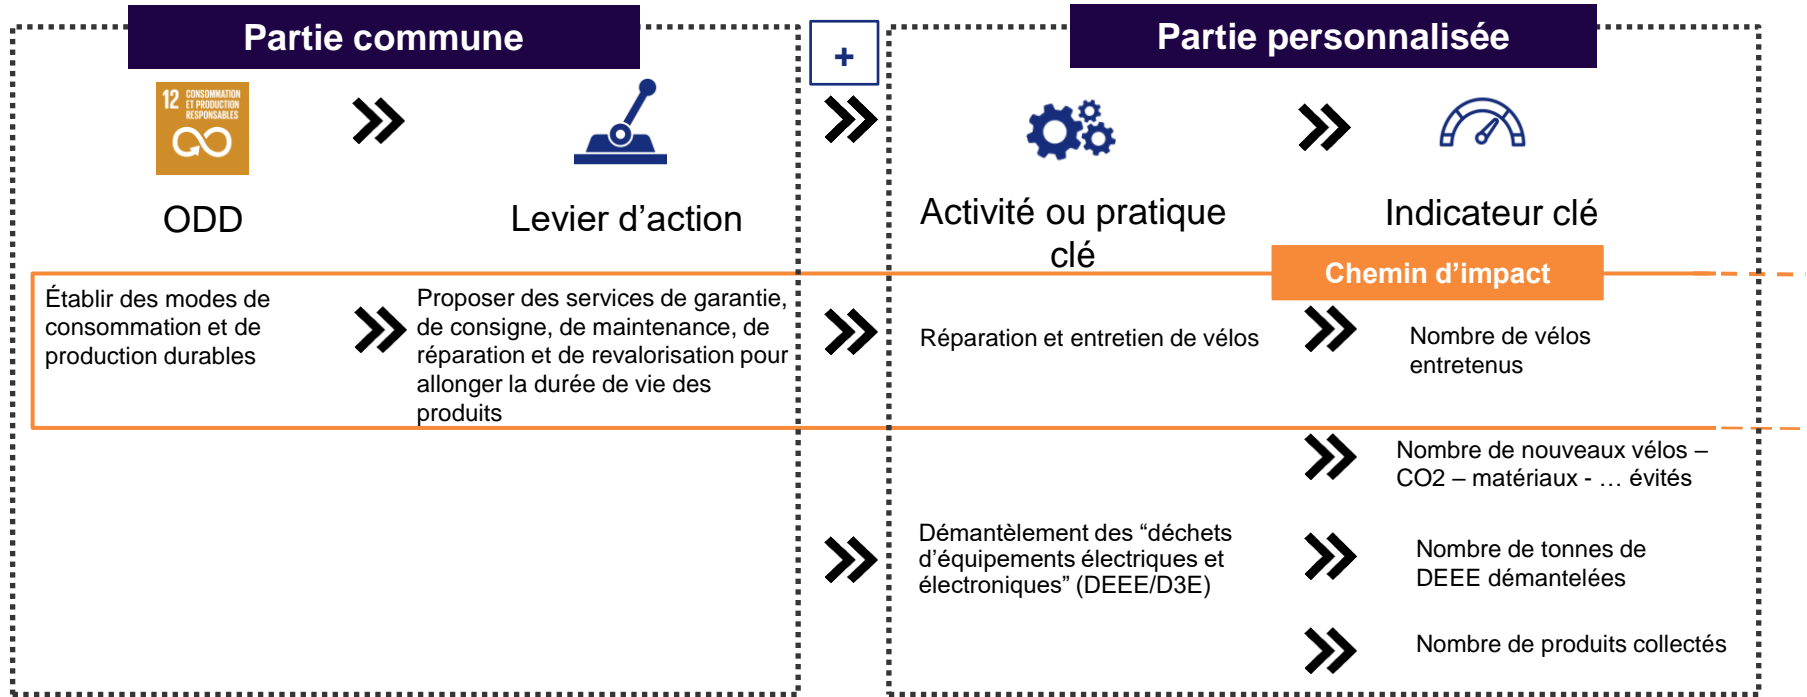 Partie commune
+
Partie personnalisée
12 CONSOMMATION
ET PRODUCTION
RESPONSABLES
ODD
Levier d’action
Activité ou pratique
clé
Indicateur clé
Chemin d’impact
Établir des modes de
consommation et de
production durables
Proposer des services de garantie,
de consigne, de maintenance, de
réparation et de revalorisation pour
allonger la durée de vie des
produits
Réparation et entretien de vélos
Nombre de vélos
entretenus
Nombre de nouveaux vélos –
CO2 – matériaux - … évités
Démantèlement des “déchets
d’équipements électriques et
électroniques” (DEEE/D3E)
Nombre de tonnes de
DEEE démantelées
Nombre de produits collectés